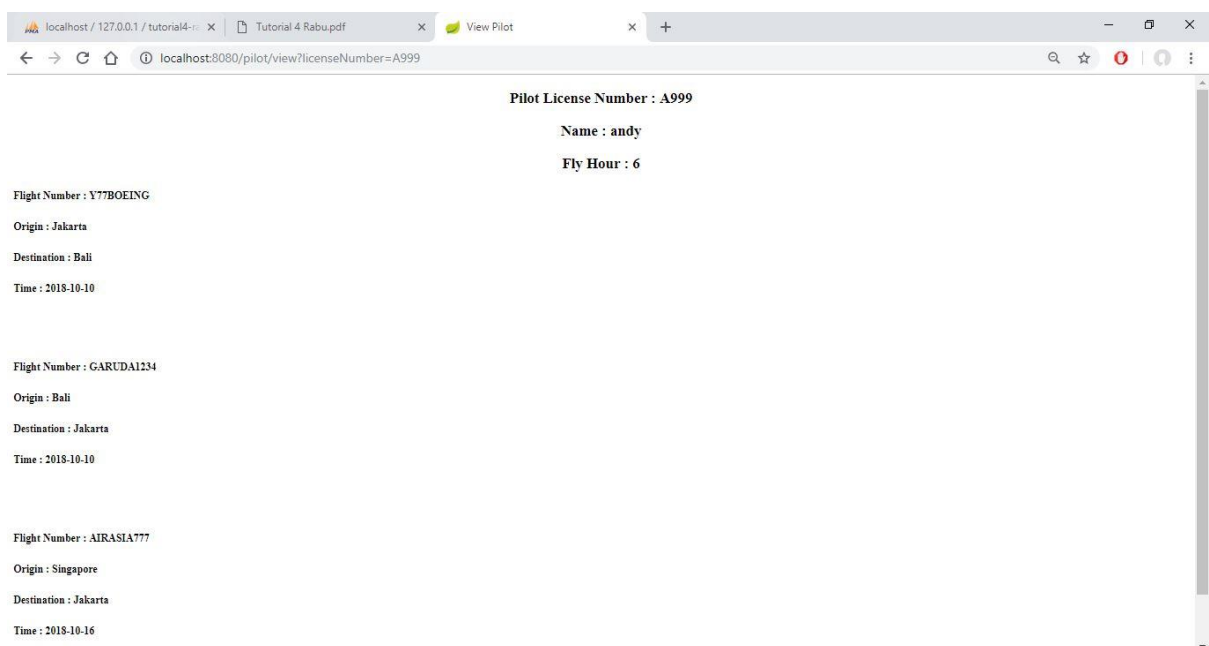 localhost / 127.0.0.1 / tutorial4-r
Tutorial 4 Rabu.pdf
View Pilot
localhost:8080/pilot/view?licenseNumber=A999
Pilot License Number : A999
Name : andy
Fly Hour : 6
Flight Number : Y77BOEING
Origin : Jakarta
Destination : Bali
Time : 2018-10-10
Flight Number : GARUDA1234
Origin : Bali
Destination : Jakarta
Time : 2018-10-10
Flight Number : AIRASIA777
Origin : Singapore
Destination : Jakarta
Time : 2018-10-16